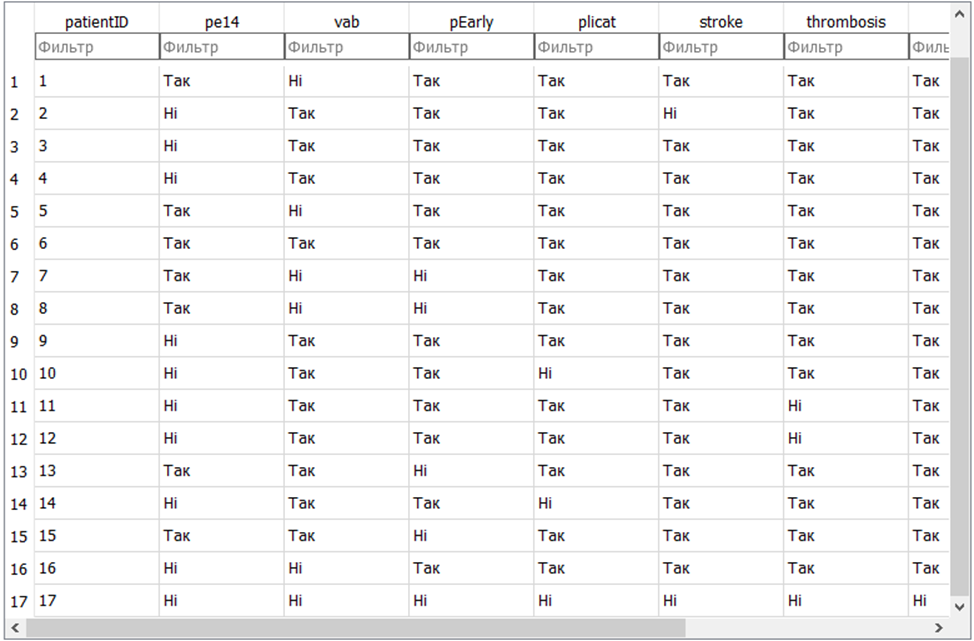 patientID pe14 vab pEarly plicat stroke thrombosis
Фильтр Фильтр Фильтр Фильтр Фильтр Фильтр Фильтр Филь
1 1 Так Ні Так Так Так Так Так
2 2 Ні Так Так Так Ні Так Так
3 3 Ні Так Так Так Так Так Так
4 4 Ні Так Так Так Так Так Так
5 5 Так Ні Так Так Так Так Так
6 6 Так Так Так Так Так Так Так
7 7 Так Ні Ні Так Так Так Так
8 8 Так Ні Ні Так Так Так Так
9 9 Ні Так Так Так Так Так Так
10 10 Ні Так Так Ні Так Так Так
11 11 Ні Так Так Так Так Ні Так
12 12 Ні Так Так Так Так Ні Так
13 13 Так Так Ні Так Так Так Так
14 14 Ні Так Так Ні Так Так Так
15 15 Так Так Ні Так Так Так Так
16 16 Ні Ні Так Так Так Так Так
17 17 Ні Ні Ні Ні Ні Ні Ні